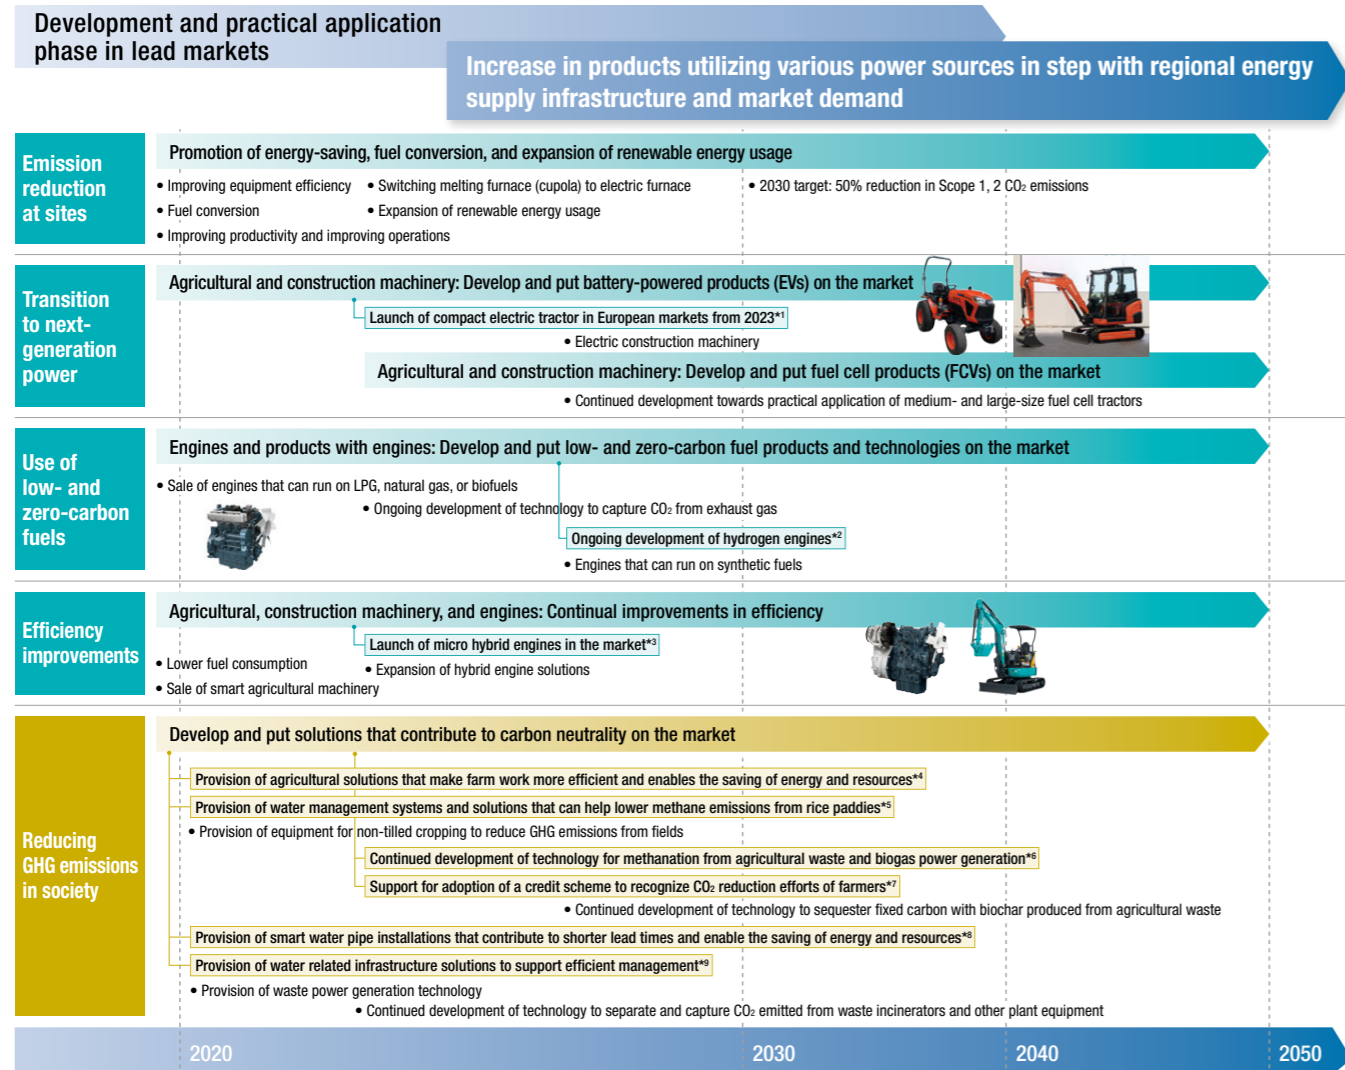 Development and practical application
phase in lead markets
Increase in products utilizing various power sources in step with regional energy
supply infrastructure and market demand
Emission
reduction
at sites
Promotion of energy-saving, fuel conversion, and expansion of renewable energy usage
• Improving equipment efficiency
• Switching melting furnace (cupola) to electric furnace
• 2030 target: 50% reduction in Scope 1, 2 CO₂ emissions
• Fuel conversion
• Expansion of renewable energy usage
• Improving productivity and improving operations
Transition
to next-
generation
power
Agricultural and construction machinery: Develop and put battery-powered products (EVs) on the market
Launch of compact electric tractor in European markets from 2023*1
• Electric construction machinery
Agricultural and construction machinery: Develop and put fuel cell products (FCVs) on the market
• Continued development towards practical application of medium- and large-size fuel cell tractors
Use of
low- and
zero-carbon
fuels
Engines and products with engines: Develop and put low- and zero-carbon fuel products and technologies on the market
• Sale of engines that can run on LPG, natural gas, or biofuels
• Ongoing development of technology to capture CO₂ from exhaust gas
Ongoing development of hydrogen engines*2
• Engines that can run on synthetic fuels
Efficiency
improvements
Agricultural, construction machinery, and engines: Continual improvements in efficiency
Launch of micro hybrid engines in the market*3
• Lower fuel consumption
• Expansion of hybrid engine solutions
• Sale of smart agricultural machinery
Reducing
GHG emissions
in society
Develop and put solutions that contribute to carbon neutrality on the market
Provision of agricultural solutions that make farm work more efficient and enables the saving of energy and resources*4
Provision of water management systems and solutions that can help lower methane emissions from rice paddies*5
• Provision of equipment for non-tilled cropping to reduce GHG emissions from fields
Continued development of technology for methanation from agricultural waste and biogas power generation*6
Support for adoption of a credit scheme to recognize CO₂ reduction efforts of farmers*7
• Continued development of technology to sequester fixed carbon with biochar produced from agricultural waste
Provision of smart water pipe installations that contribute to shorter lead times and enable the saving of energy and resources*8
Provision of water related infrastructure solutions to support efficient management*9
• Provision of waste power generation technology
• Continued development of technology to separate and capture CO₂ emitted from waste incinerators and other plant equipment
2020
2030
2040
2050